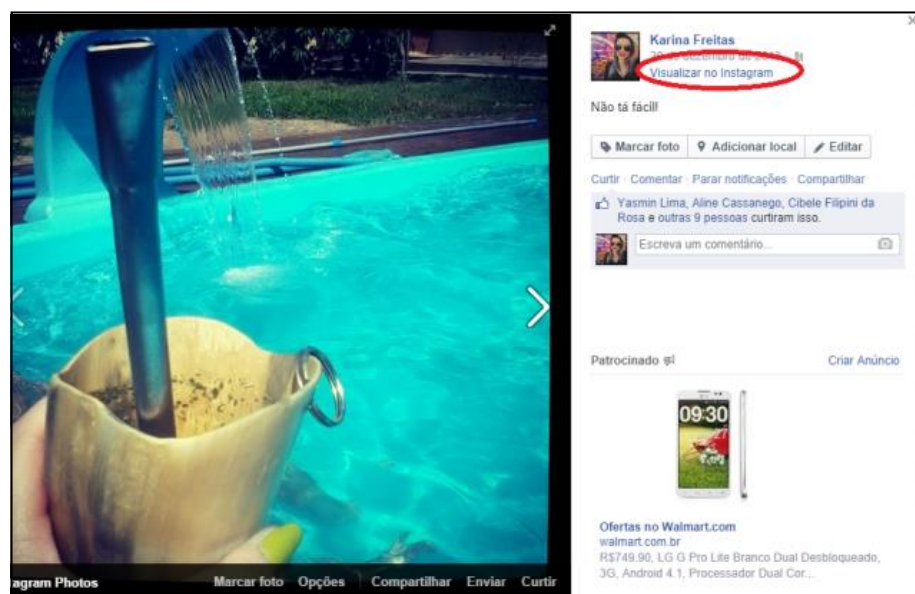 Karina Freitas
de dezembro de
Visualizar no Instagram
Não tá fácil!
Marcar foto Adicionar local Editar
Curtir · Comentar · Parar notificações · Compartilhar
Yasmin Lima, Aline Cassanego, Cibele Filipini da
Rosa e outras 9 pessoas curtiram isso.
Escreva um comentário...
Patrocinado Criar Anúncio
09:30
Ofertas no Walmart.com
walmart.com.br
R$749.90, LG G Pro Lite Branco Dual Desbloqueado,
3G, Android 4.1, Processador Dual Cor...
agram Photos Marcar foto Opções Compartilhar Enviar Curtir